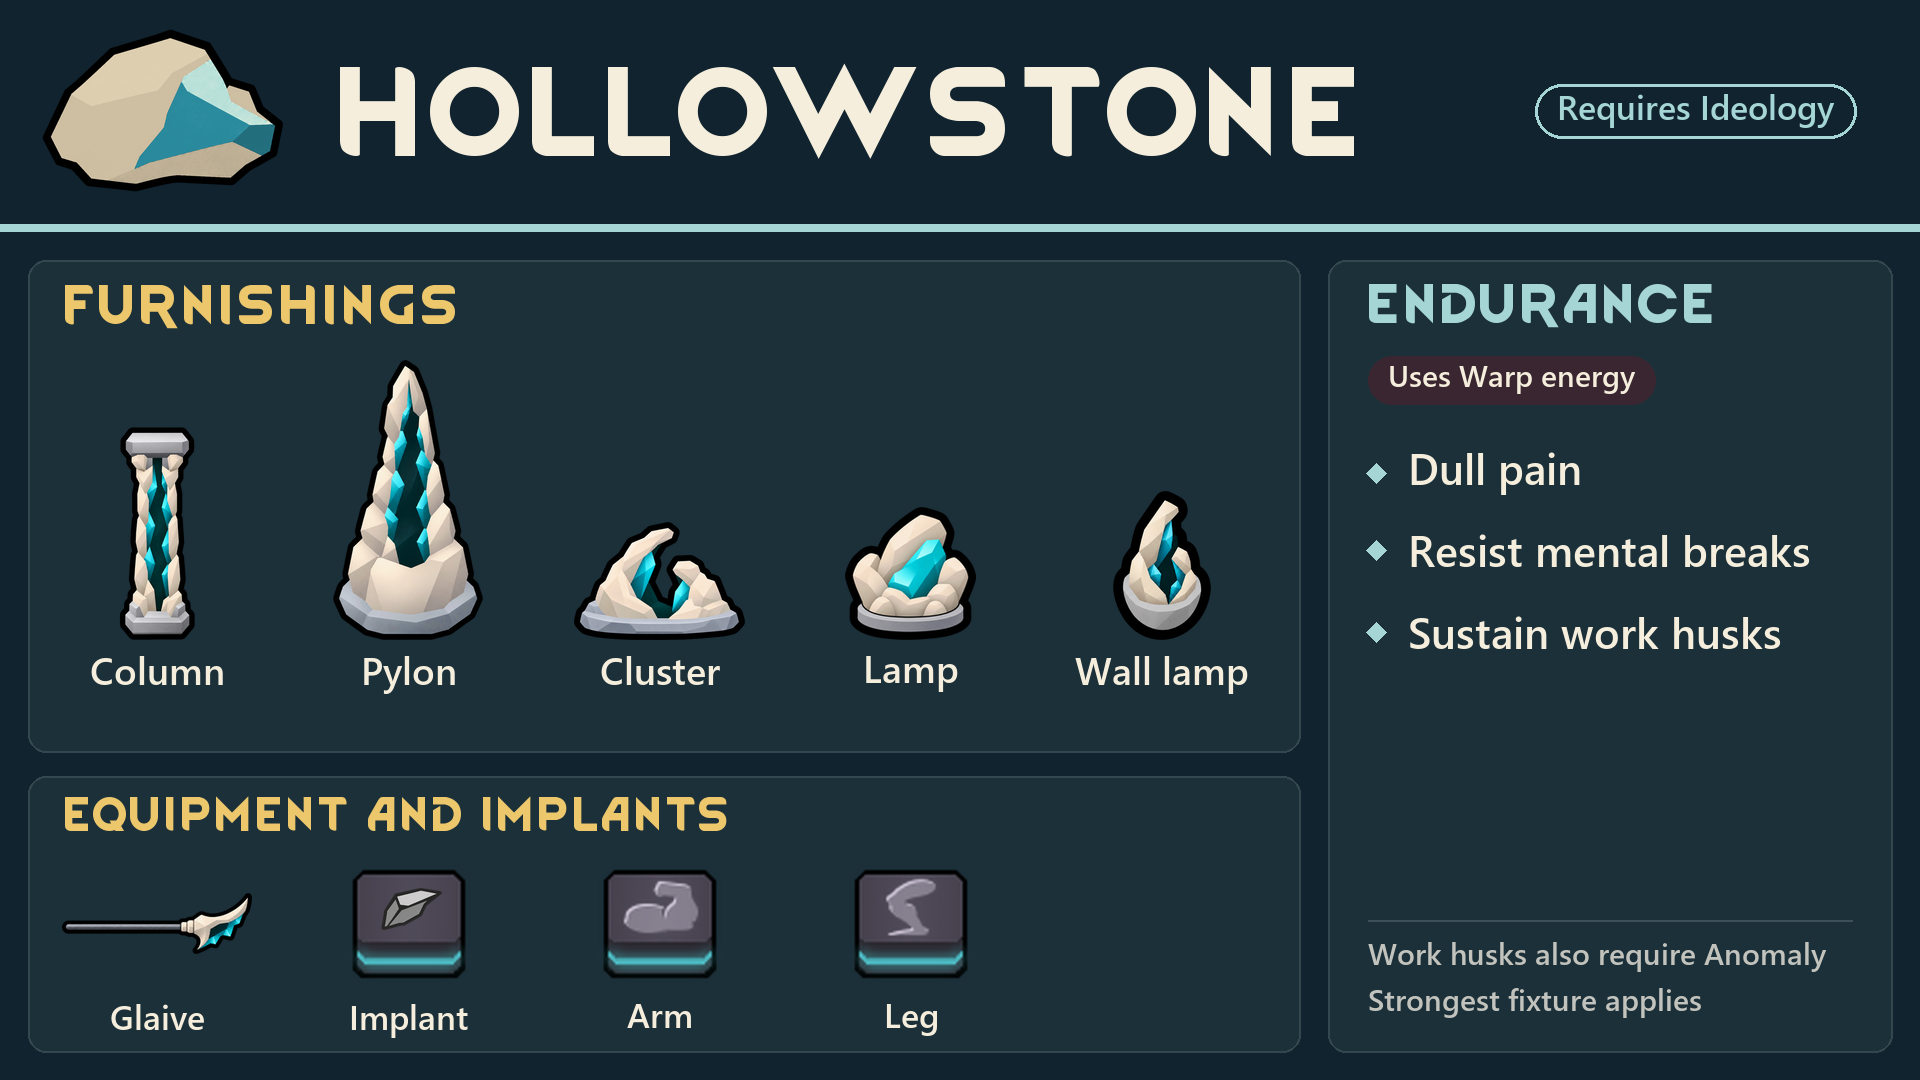 HOLLOWSTONE
Requires Ideology
FURNISHINGS
Column
Pylon
Cluster
Lamp
Wall lamp
EQUIPMENT AND IMPLANTS
Glaive
Implant
Arm
Leg
ENDURANCE
Uses Warp energy
Dull pain
Resist mental breaks
Sustain work husks
Work husks also require Anomaly
Strongest fixture applies